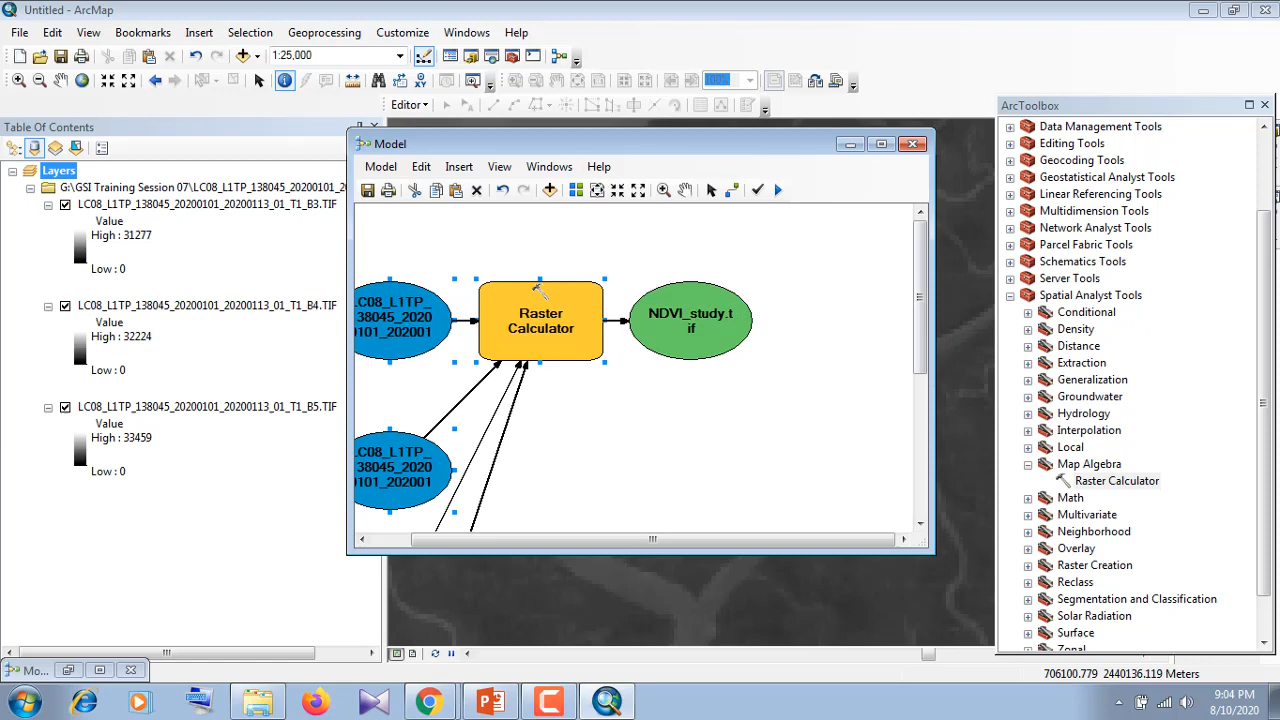 Untitled - ArcMap
File Edit View Bookmarks Insert Selection Geoprocessing Customize Windows Help
1:25,000
100%
Editor
Table Of Contents
Layers
G:\GSI Training Session 07\LC08_L1TP_138045_20200101_2
LC08_L1TP_138045_20200101_20200113_01_T1_B3.TIF
Value
High : 31277
Low : 0
LC08_L1TP_138045_20200101_20200113_01_T1_B4.TIF
Value
High : 32224
Low : 0
LC08_L1TP_138045_20200101_20200113_01_T1_B5.TIF
Value
High : 33459
Low : 0
Mo...
Model
Model Edit Insert View Windows Help
LC08_L1TP_
138045_2020
0101_202001
Raster
Calculator
NDVI_study.t
if
LC08_L1TP_
138045_2020
0101_202001
ArcToolbox
Data Management Tools
Editing Tools
Geocoding Tools
Geostatistical Analyst Tools
Linear Referencing Tools
Multidimension Tools
Network Analyst Tools
Parcel Fabric Tools
Schematics Tools
Server Tools
Spatial Analyst Tools
Conditional
Density
Distance
Extraction
Generalization
Groundwater
Hydrology
Interpolation
Local
Map Algebra
Raster Calculator
Math
Multivariate
Neighborhood
Overlay
Raster Creation
Reclass
Segmentation and Classification
Solar Radiation
Surface
Zonal
706100.779 2440136.119 Meters
9:04 PM
8/10/2020